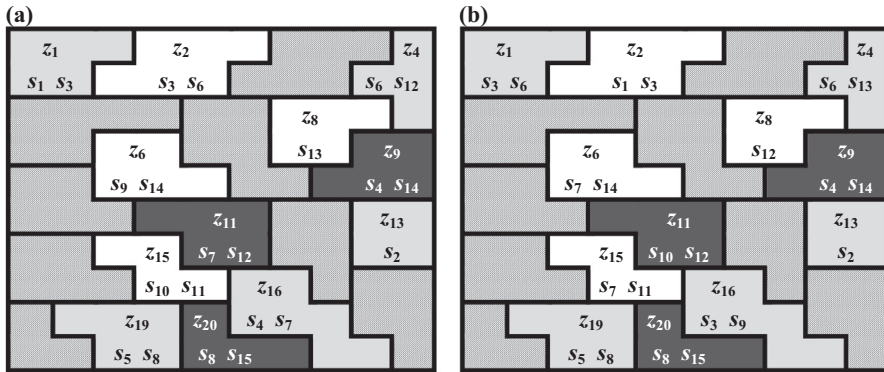 (a)
z1 z2 z4
s1 s3 s3 s6 s6 s12
z8
z6 s13 z9
s9 s14 s4 s14
z11 z13
z15 s7 s12 s2
s10 s11 z16
z19 z20 s4 s7
s5 s8 s8 s15
(b)
z1 z2 z4
s3 s6 s1 s3 s6 s13
z8
z6 s12 z9
s7 s14 s4 s14
z11 z13
z15 s10 s12 s2
s7 s11 z16
z19 z20 s3 s9
s5 s8 s8 s15